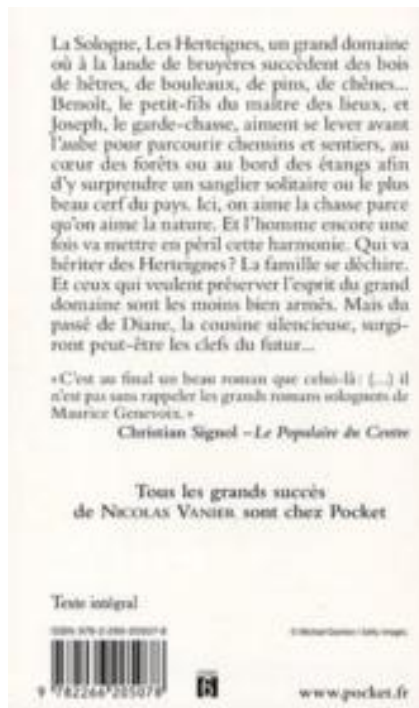 La Sologne, Les Herteignes, un grand domaine
où à la lande de bruyères succèdent des bois
de hêtres, de bouleaux, de pins, de chênes...
Benoît, le petit-fils du maître des lieux, et
Joseph, le garde-chasse, aiment se lever avant
l'aube pour parcourir chemins et sentiers, au
cœur des forêts ou au bord des étangs afin
d'y surprendre un sanglier solitaire ou le plus
beau cerf du pays. Ici, on aime la chasse parce
qu'on aime la nature. Et l'homme encore une
fois va mettre en péril cette harmonie. Qui va
hériter des Herteignes ? La famille se déchire.
Et ceux qui veulent préserver l'esprit du grand
domaine sont les moins bien armés. Mais du
passé de Diane, la cousine silencieuse, surgi-
ront peut-être les clefs du futur...
« C'est au final un beau roman que celui-là : (...) il
n'est pas sans rappeler les grands romans solognots de
Maurice Genevoix. »
Christian Signol – Le Populaire du Centre
Tous les grands succès
de NICOLAS VANIER sont chez Pocket
Texte intégral
9 782266 205078
www.pocket.fr